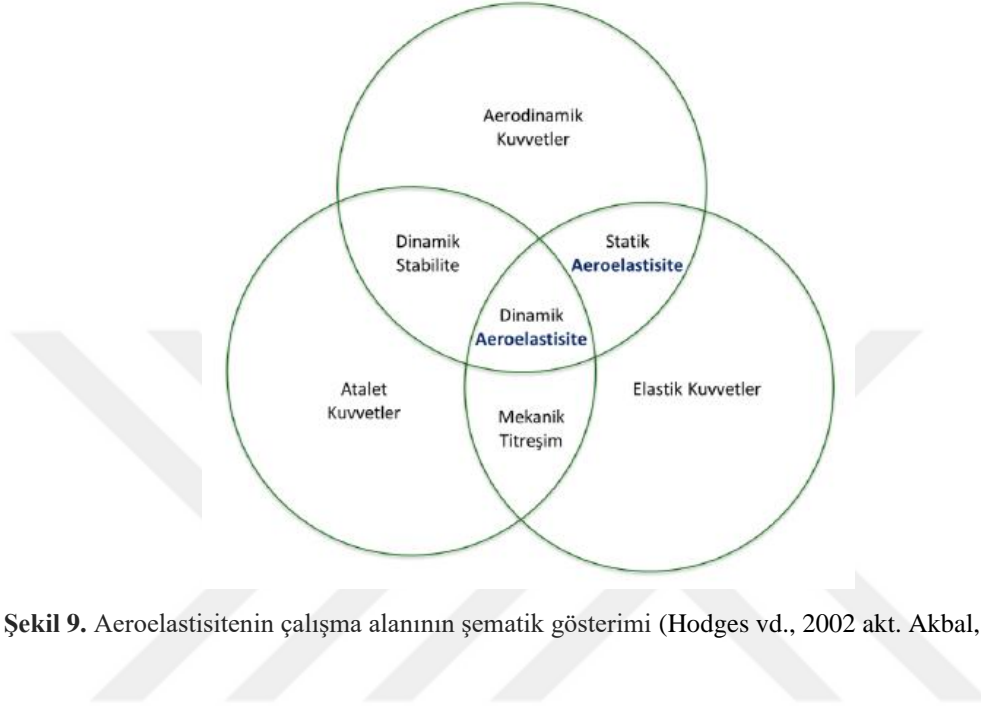 Aerodinamik
Kuvvetler
Dinamik
Stabilite
Statik
Aeroelastisite
Dinamik
Aeroelastisite
Atalet
Kuvvetler
Elastik Kuvvetler
Mekanik
Titreşim
Şekil 9. Aeroelastisitenin çalışma alanının şematik gösterimi (Hodges vd., 2002 akt. Akbal,